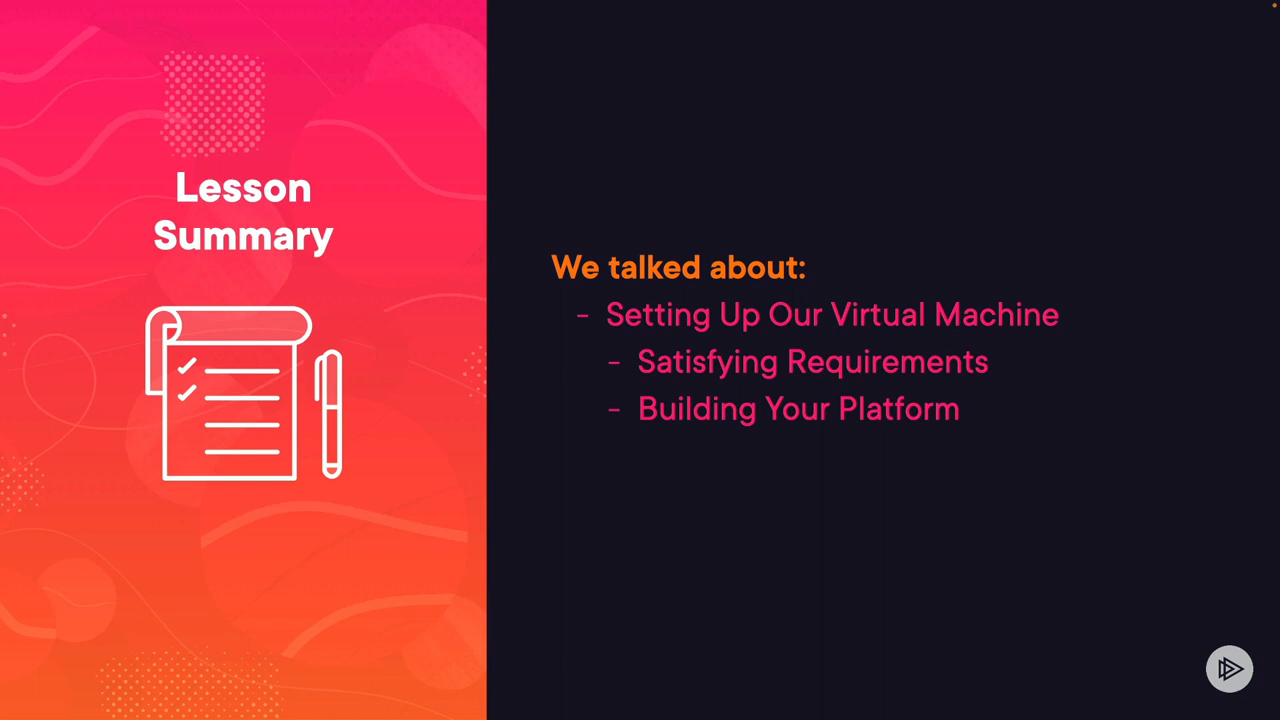 Lesson
Summary
We talked about:
- Setting Up Our Virtual Machine
- Satisfying Requirements
- Building Your Platform